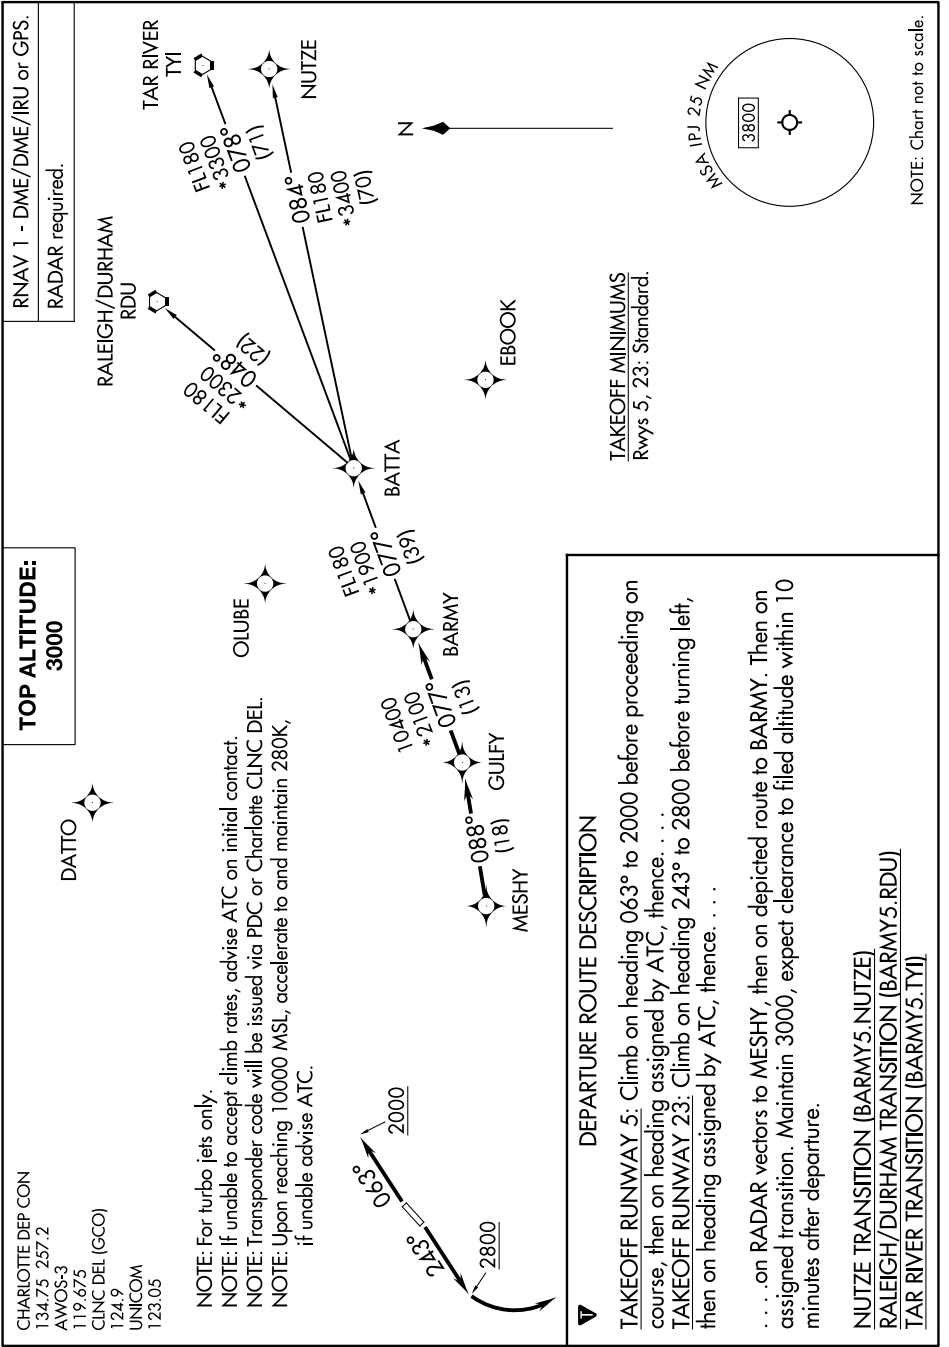 CHARLOTTE DEP CON
134.75 257.2
AWOS-3
119.675
CLNC DEL (GCO)
124.9
UNICOM
123.05
TOP ALTITUDE:
3000
RNAV 1 - DME/DME/IRU or GPS.
RADAR required.
DATTO
NOTE: For turbo jets only.
NOTE: If unable to accept climb rates, advise ATC on initial contact.
NOTE: Transponder code will be issued via PDC or Charlotte CLNC DEL.
NOTE: Upon reaching 10000 MSL, accelerate to and maintain 280K,
if unable advise ATC.
OLUBE
RALEIGH/DURHAM
RDU
TAR RIVER
TYI
NUTZE
FL180
*2300
048°
(22)
FL180
*3300
078°
(71)
084°
FL180
*3400
(70)
N
BATTA
EBOOK
FL180
*1900
077°
(39)
BARMY
10400
*2100
077°
(13)
GULFY
088°
(18)
MESHY
063°
2000
243°
2800
TAKEOFF MINIMUMS
Rwys 5, 23: Standard.
MSA IPJ 25 NM
3800
NOTE: Chart not to scale.
T
DEPARTURE ROUTE DESCRIPTION
TAKEOFF RUNWAY 5: Climb on heading 063° to 2000 before proceeding on
course, then on heading assigned by ATC, thence. . . .
TAKEOFF RUNWAY 23: Climb on heading 243° to 2800 before turning left,
then on heading assigned by ATC, thence. . . .
. . . .on RADAR vectors to MESHY, then on depicted route to BARMY. Then on
assigned transition. Maintain 3000, expect clearance to filed altitude within 10
minutes after departure.
NUTZE TRANSITION (BARMY5.NUTZE)
RALEIGH/DURHAM TRANSITION (BARMY5.RDU)
TAR RIVER TRANSITION (BARMY5.TYI)